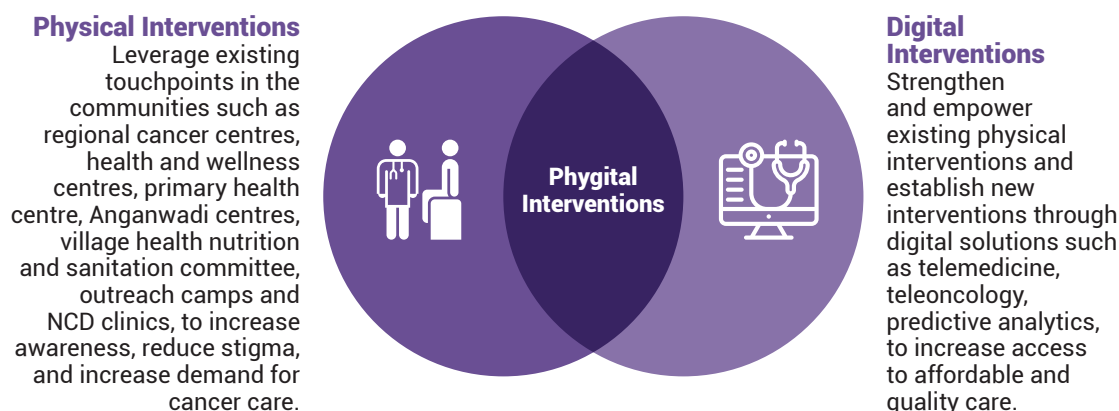 Physical Interventions
Leverage existing
touchpoints in the
communities such as
regional cancer centres,
health and wellness
centres, primary health
centre, Anganwadi centres,
village health nutrition
and sanitation committee,
outreach camps and
NCD clinics, to increase
awareness, reduce stigma,
and increase demand for
cancer care.
Phygital
Interventions
Digital
Interventions
Strengthen
and empower
existing physical
interventions and
establish new
interventions through
digital solutions such
as telemedicine,
teleoncology,
predictive analytics,
to increase access
to affordable and
quality care.